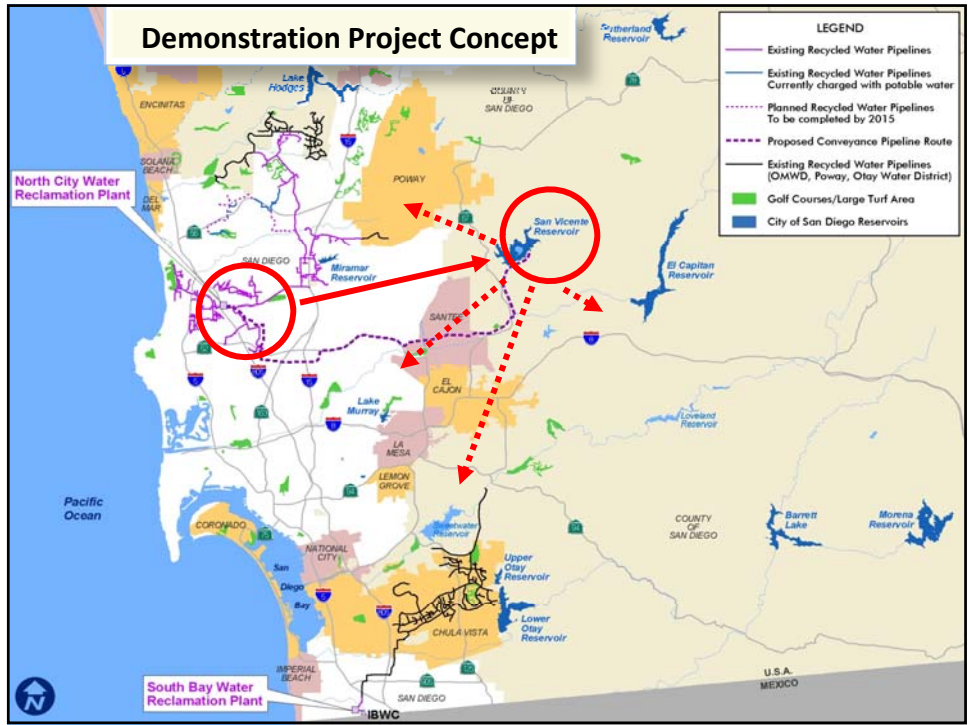 Demonstration Project Concept
LEGEND
Existing Recycled Water Pipelines
Existing Recycled Water Pipelines
Currently charged with potable water
Planned Recycled Water Pipelines
To be completed by 2015
Proposed Conveyance Pipeline Route
Existing Recycled Water Pipelines
(OMWD, Poway, Otay Water District)
Golf Courses/Large Turf Area
City of San Diego Reservoirs
Reservoir
Lake
Hodges
COUNTY
OF
SAN DIEGO
ENCINITAS
SOLANA
BEACH
North City Water
Reclamation Plant
DEL
MAR
POWAY
San Vicente
Reservoir
SAN DIEGO
Miramar
Reservoir
El Capitan
Reservoir
SANTEE
EL
CAJON
Lake
Murray
LA
MESA
Loveland
Reservoir
LEMON
GROVE
Pacific
Ocean
CORONADO
Sweetwater
Reservoir
COUNTY
OF
SAN DIEGO
Barrett
Lake
Morena
Reservoir
NATIONAL
CITY
San
Diego
Bay
Upper
Otay
Reservoir
Lower
Otay
Reservoir
CHULA VISTA
IMPERIAL
BEACH
U.S.A.
MEXICO
South Bay Water
Reclamation Plant
SAN DIEGO
IBWC
N